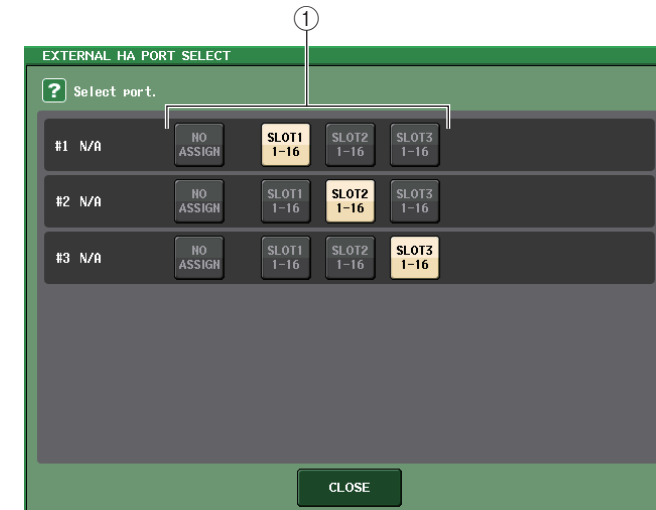 ①
EXTERNAL HA PORT SELECT
? Select port.
#1 N/A NO ASSIGN SLOT1 1-16 SLOT2 1-16 SLOT3 1-16
#2 N/A NO ASSIGN SLOT1 1-16 SLOT2 1-16 SLOT3 1-16
#3 N/A NO ASSIGN SLOT1 1-16 SLOT2 1-16 SLOT3 1-16
CLOSE